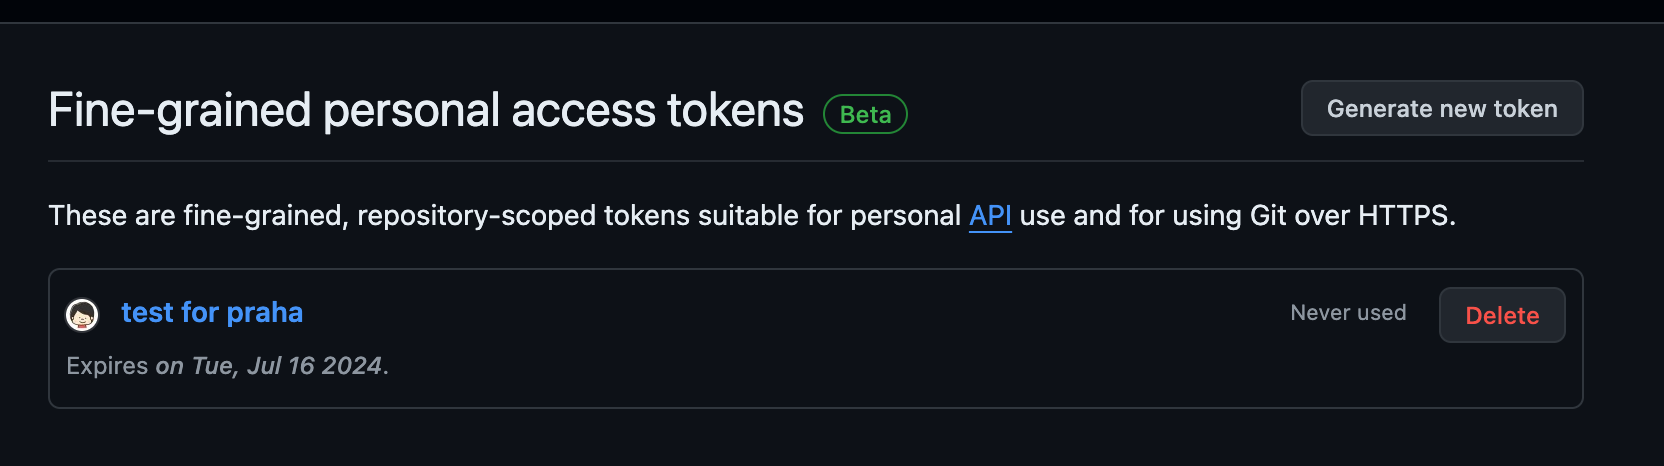 Fine-grained personal access tokens Beta Generate new token
These are fine-grained, repository-scoped tokens suitable for personal API use and for using Git over HTTPS.
test for praha Never used Delete
Expires on Tue, Jul 16 2024.